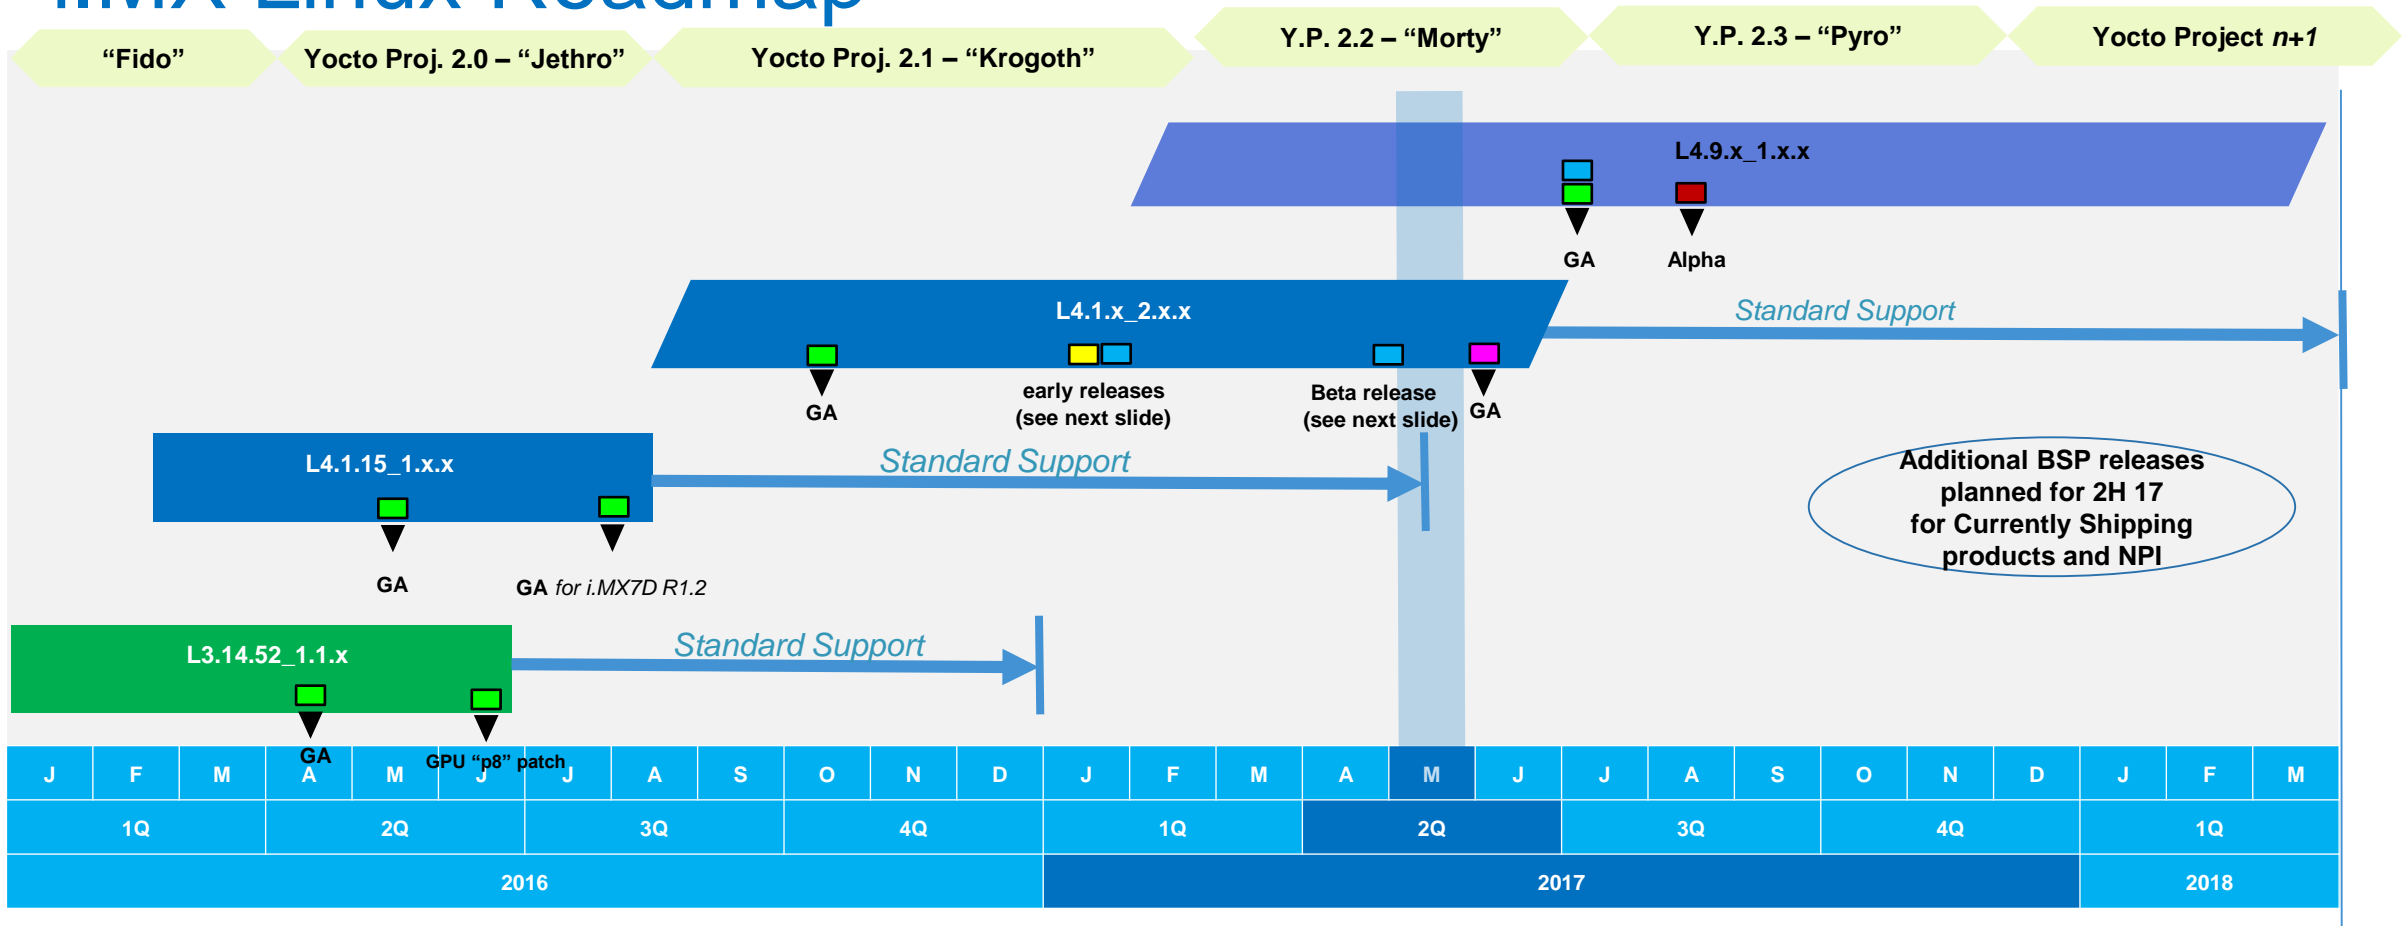 i.MX Linux Roadmap
“Fido”
Yocto Proj. 2.0 – “Jethro”
Yocto Proj. 2.1 – “Krogoth”
Y.P. 2.2 – “Morty”
Y.P. 2.3 – “Pyro”
Yocto Project n+1
L4.9.x_1.x.x
GA
Alpha
L4.1.x_2.x.x
Standard Support
GA
early releases
(see next slide)
Beta release
(see next slide)
GA
L4.1.15_1.x.x
Standard Support
GA
GA for i.MX7D R1.2
Additional BSP releases
planned for 2H 17
for Currently Shipping
products and NPI
L3.14.52_1.1.x
Standard Support
GA
GPU “p8” patch
J F M A M J J A S O N D J F M A M J J A S O N D J F M
1Q 2Q 3Q 4Q 1Q 2Q 3Q 4Q 1Q
2016 2017 2018